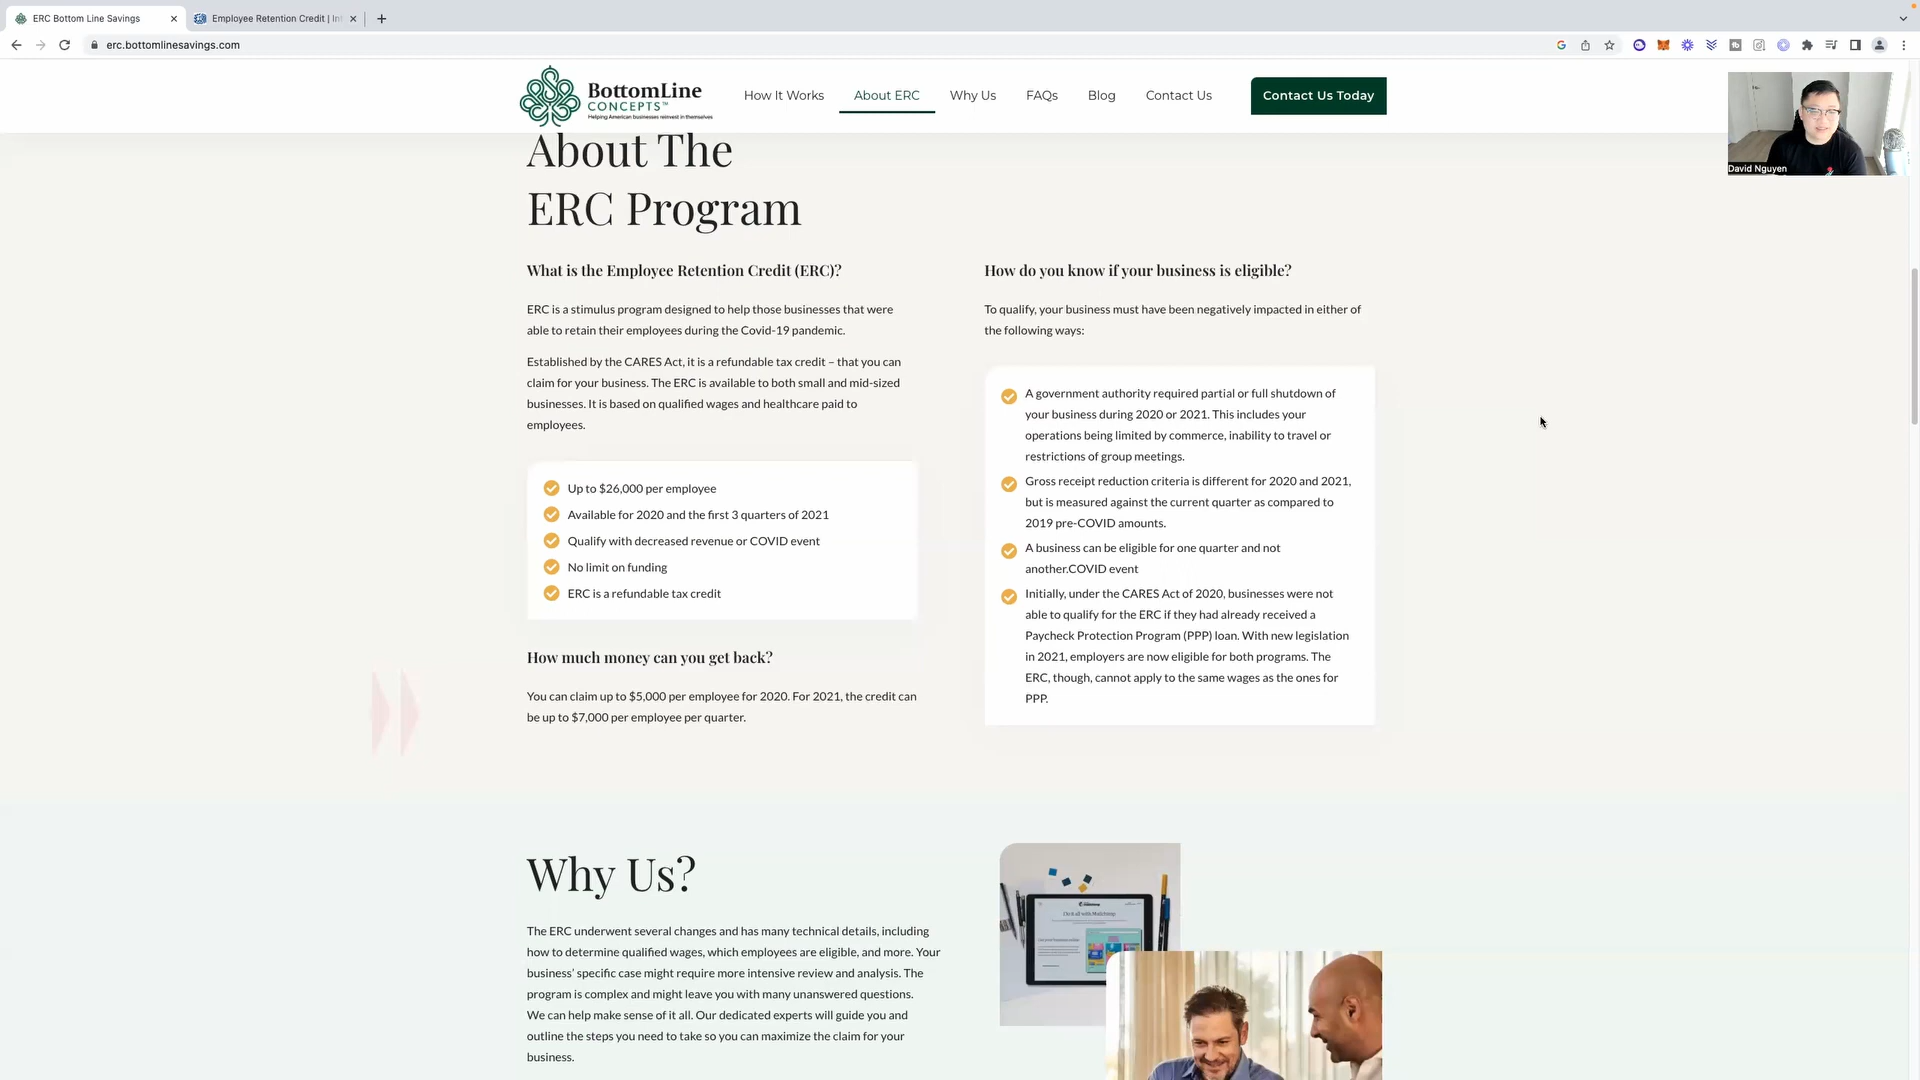 ERC Bottom Line Savings
Employee Retention Credit | In
erc.bottomlinesavings.com
BottomLine
CONCEPTS™
Helping American businesses reinvest in themselves
How It Works
About ERC
Why Us
FAQs
Blog
Contact Us
Contact Us Today
David Nguyen
About The
ERC Program
What is the Employee Retention Credit (ERC)?
ERC is a stimulus program designed to help those businesses that were
able to retain their employees during the Covid-19 pandemic.
Established by the CARES Act, it is a refundable tax credit – that you can
claim for your business. The ERC is available to both small and mid-sized
businesses. It is based on qualified wages and healthcare paid to
employees.
Up to $26,000 per employee
Available for 2020 and the first 3 quarters of 2021
Qualify with decreased revenue or COVID event
No limit on funding
ERC is a refundable tax credit
How much money can you get back?
You can claim up to $5,000 per employee for 2020. For 2021, the credit can
be up to $7,000 per employee per quarter.
How do you know if your business is eligible?
To qualify, your business must have been negatively impacted in either of
the following ways:
A government authority required partial or full shutdown of
your business during 2020 or 2021. This includes your
operations being limited by commerce, inability to travel or
restrictions of group meetings.
Gross receipt reduction criteria is different for 2020 and 2021,
but is measured against the current quarter as compared to
2019 pre-COVID amounts.
A business can be eligible for one quarter and not
another.COVID event
Initially, under the CARES Act of 2020, businesses were not
able to qualify for the ERC if they had already received a
Paycheck Protection Program (PPP) loan. With new legislation
in 2021, employers are now eligible for both programs. The
ERC, though, cannot apply to the same wages as the ones for
PPP.
Why Us?
The ERC underwent several changes and has many technical details, including
how to determine qualified wages, which employees are eligible, and more. Your
business' specific case might require more intensive review and analysis. The
program is complex and might leave you with many unanswered questions.
We can help make sense of it all. Our dedicated experts will guide you and
outline the steps you need to take so you can maximize the claim for your
business.